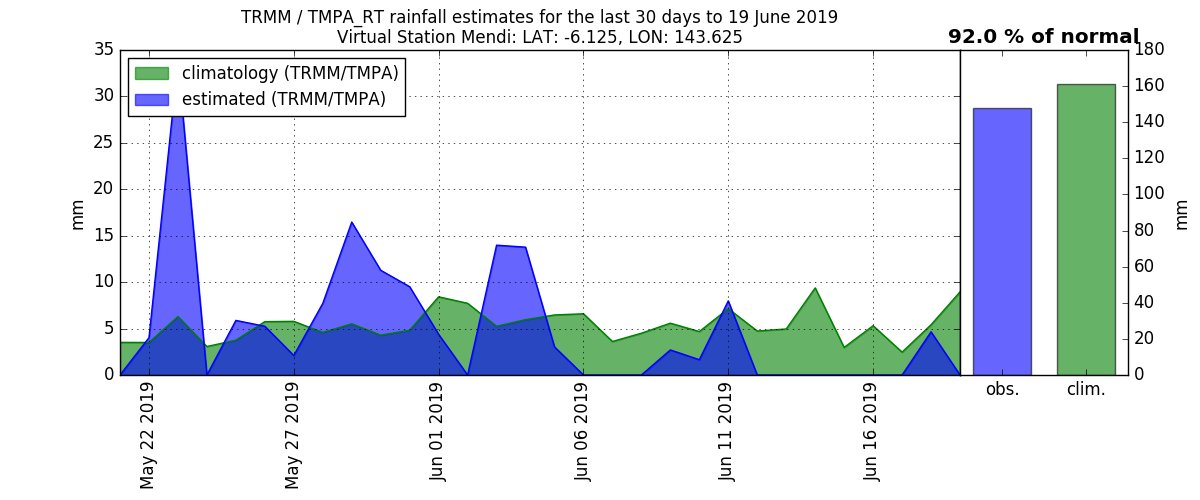 TRMM / TMPA_RT rainfall estimates for the last 30 days to 19 June 2019
Virtual Station Mendi: LAT: -6.125, LON: 143.625
92.0 % of normal
climatology (TRMM/TMPA)
estimated (TRMM/TMPA)
35
30
25
20
15
10
5
0
mm
May 22 2019
May 27 2019
Jun 01 2019
Jun 06 2019
Jun 11 2019
Jun 16 2019
obs.
clim.
180
160
140
120
100
80
60
40
20
0
mm